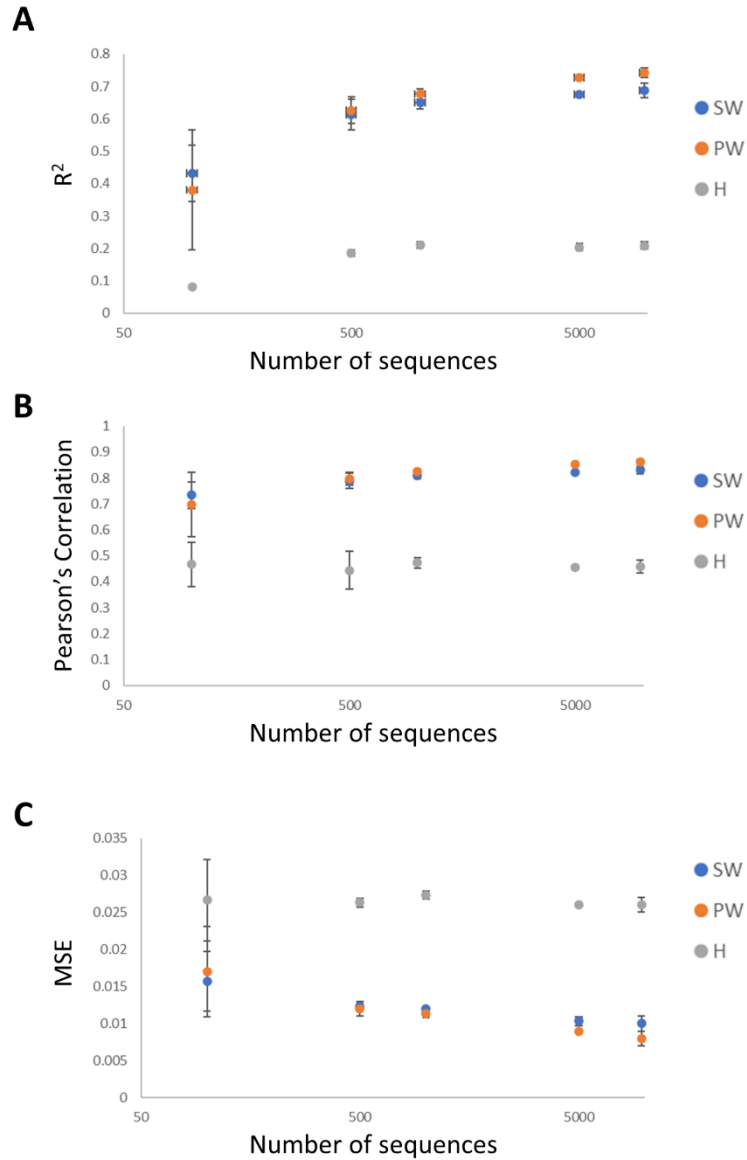 A
0.8
0.7
0.6
0.5
0.4
0.3
0.2
0.1
0
R²
50
500
5000
Number of sequences
SW
PW
H
B
1
0.9
0.8
0.7
0.6
0.5
0.4
0.3
0.2
0.1
0
Pearson's Correlation
50
500
5000
Number of sequences
SW
PW
H
C
0.035
0.03
0.025
0.02
0.015
0.01
0.005
0
MSE
50
500
5000
Number of sequences
SW
PW
H